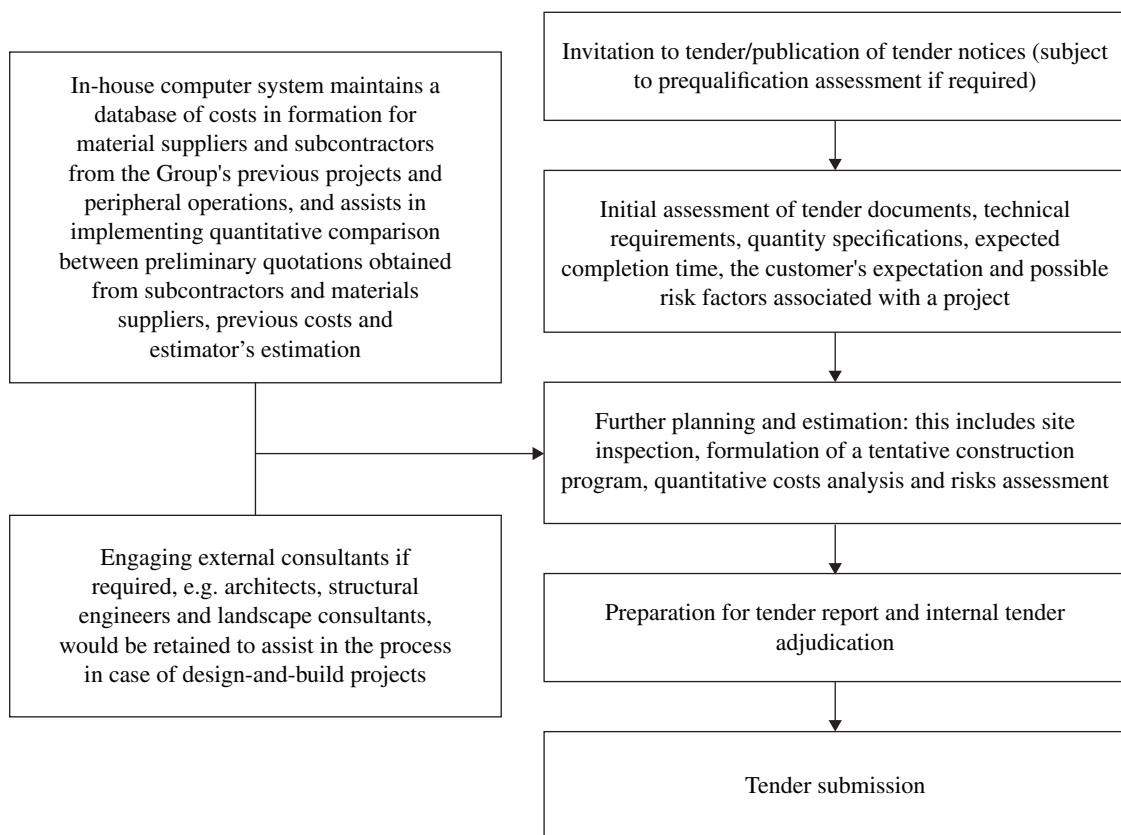 In-house computer system maintains a
database of costs in formation for
material suppliers and subcontractors
from the Group's previous projects and
peripheral operations, and assists in
implementing quantitative comparison
between preliminary quotations obtained
from subcontractors and materials
suppliers, previous costs and
estimator’s estimation
Engaging external consultants if
required, e.g. architects, structural
engineers and landscape consultants,
would be retained to assist in the process
in case of design-and-build projects
Invitation to tender/publication of tender notices (subject
to prequalification assessment if required)
Initial assessment of tender documents, technical
requirements, quantity specifications, expected
completion time, the customer's expectation and possible
risk factors associated with a project
Further planning and estimation: this includes site
inspection, formulation of a tentative construction
program, quantitative costs analysis and risks assessment
Preparation for tender report and internal tender
adjudication
Tender submission